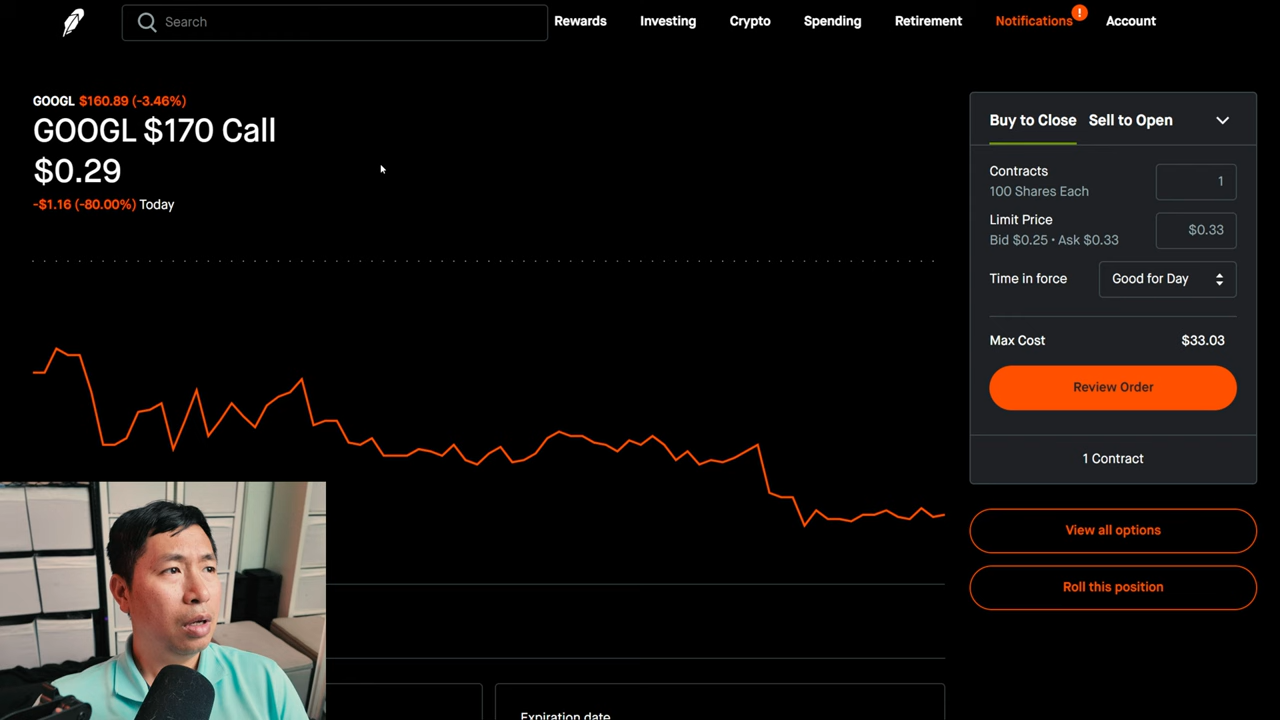 Search
Rewards
Investing
Crypto
Spending
Retirement
Notifications
!
Account
GOOGL $160.89 (-3.46%)
GOOGL $170 Call
$0.29
-$1.16 (-80.00%) Today
Buy to Close
Sell to Open
Contracts
1
100 Shares Each
Limit Price
$0.33
Bid $0.25 • Ask $0.33
Time in force
Good for Day
Max Cost
$33.03
Review Order
1 Contract
View all options
Roll this position
Expiration date